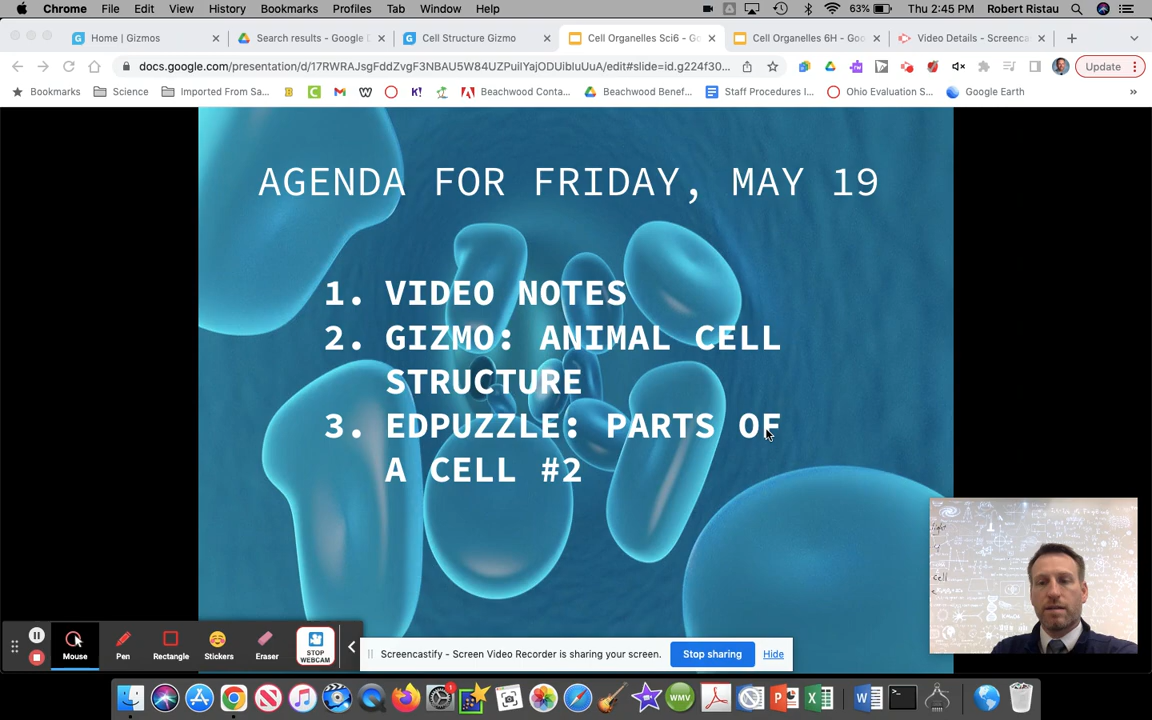 Chrome File Edit View History Bookmarks Profiles Tab Window Help 63% Thu 2:45 PM Robert Ristau
Home | Gizmos Search results - Google D Cell Structure Gizmo Cell Organelles Sci6 - Go Cell Organelles 6H - Goo Video Details - Screenca
docs.google.com/presentation/d/17RWRAJsgFddZvgF3NBAU5W84UZPuilYajODUibluUuA/edit#slide=id.g224f30... Update
Bookmarks Science Imported From Sa... Beachwood Conta... Beachwood Benef... Staff Procedures I... Ohio Evaluation S... Google Earth »
AGENDA FOR FRIDAY, MAY 19
1. VIDEO NOTES
2. GIZMO: ANIMAL CELL
STRUCTURE
3. EDPUZZLE: PARTS OF
A CELL #2
cell
Mouse Pen Rectangle Stickers Eraser STOP
WEBCAM
Screencastify - Screen Video Recorder is sharing your screen. Stop sharing Hide
WMV